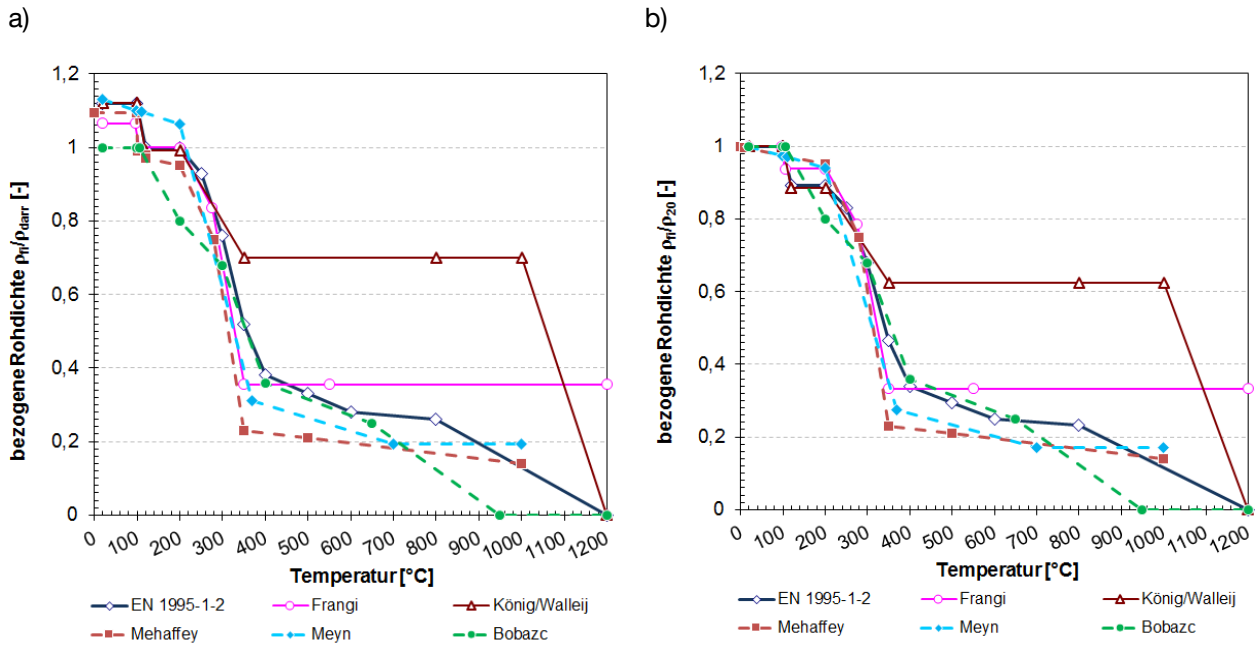 a)
bezogene Rohdichte ρfi/ρdarr [-]
1,2
1
0,8
0,6
0,4
0,2
0
0 100 200 300 400 500 600 700 800 900 1000 1100 1200
Temperatur [°C]
EN 1995-1-2 Frangi König/Walleij
Mehaffey Meyn Bobazc
b)
bezogene Rohdichte ρfi/ρ20 [-]
1,2
1
0,8
0,6
0,4
0,2
0
0 100 200 300 400 500 600 700 800 900 1000 1100 1200
Temperatur [°C]
EN 1995-1-2 Frangi König/Walleij
Mehaffey Meyn Bobazc